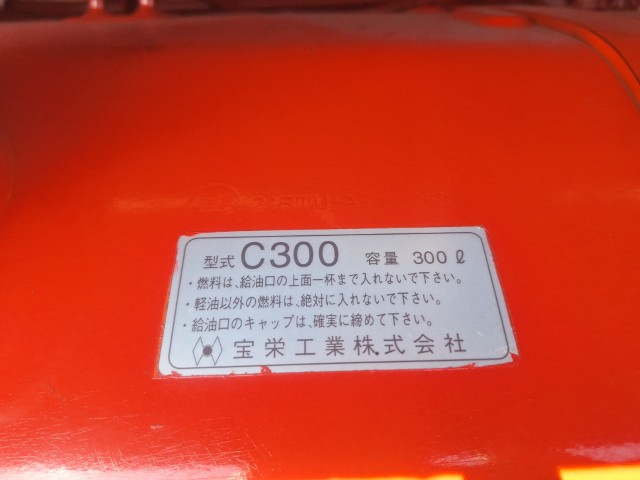 型式 C300 容量 300ℓ
・燃料は、給油口の上面一杯まで入れないで下さい。
・軽油以外の燃料は、絶対に入れないで下さい。
・給油口のキャップは、確実に締めて下さい。
宝栄工業株式会社